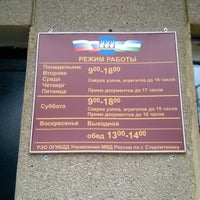 РЕЖИМ РАБОТЫ
Понедельник
Вторник
Среда
Четверг
Пятница
9⁰⁰-18⁰⁰
Сверка узлов, агрегатов до 16 часов
Прием документов до 17 часов
Суббота
9⁰⁰-18⁰⁰
Сверка узлов, агрегатов до 15 часов
Прием документов до 16 часов
Воскресенье Выходной
обед 13⁰⁰-14⁰⁰
РЭО ОГИБДД Управления МВД России по г. Стерлитамаку